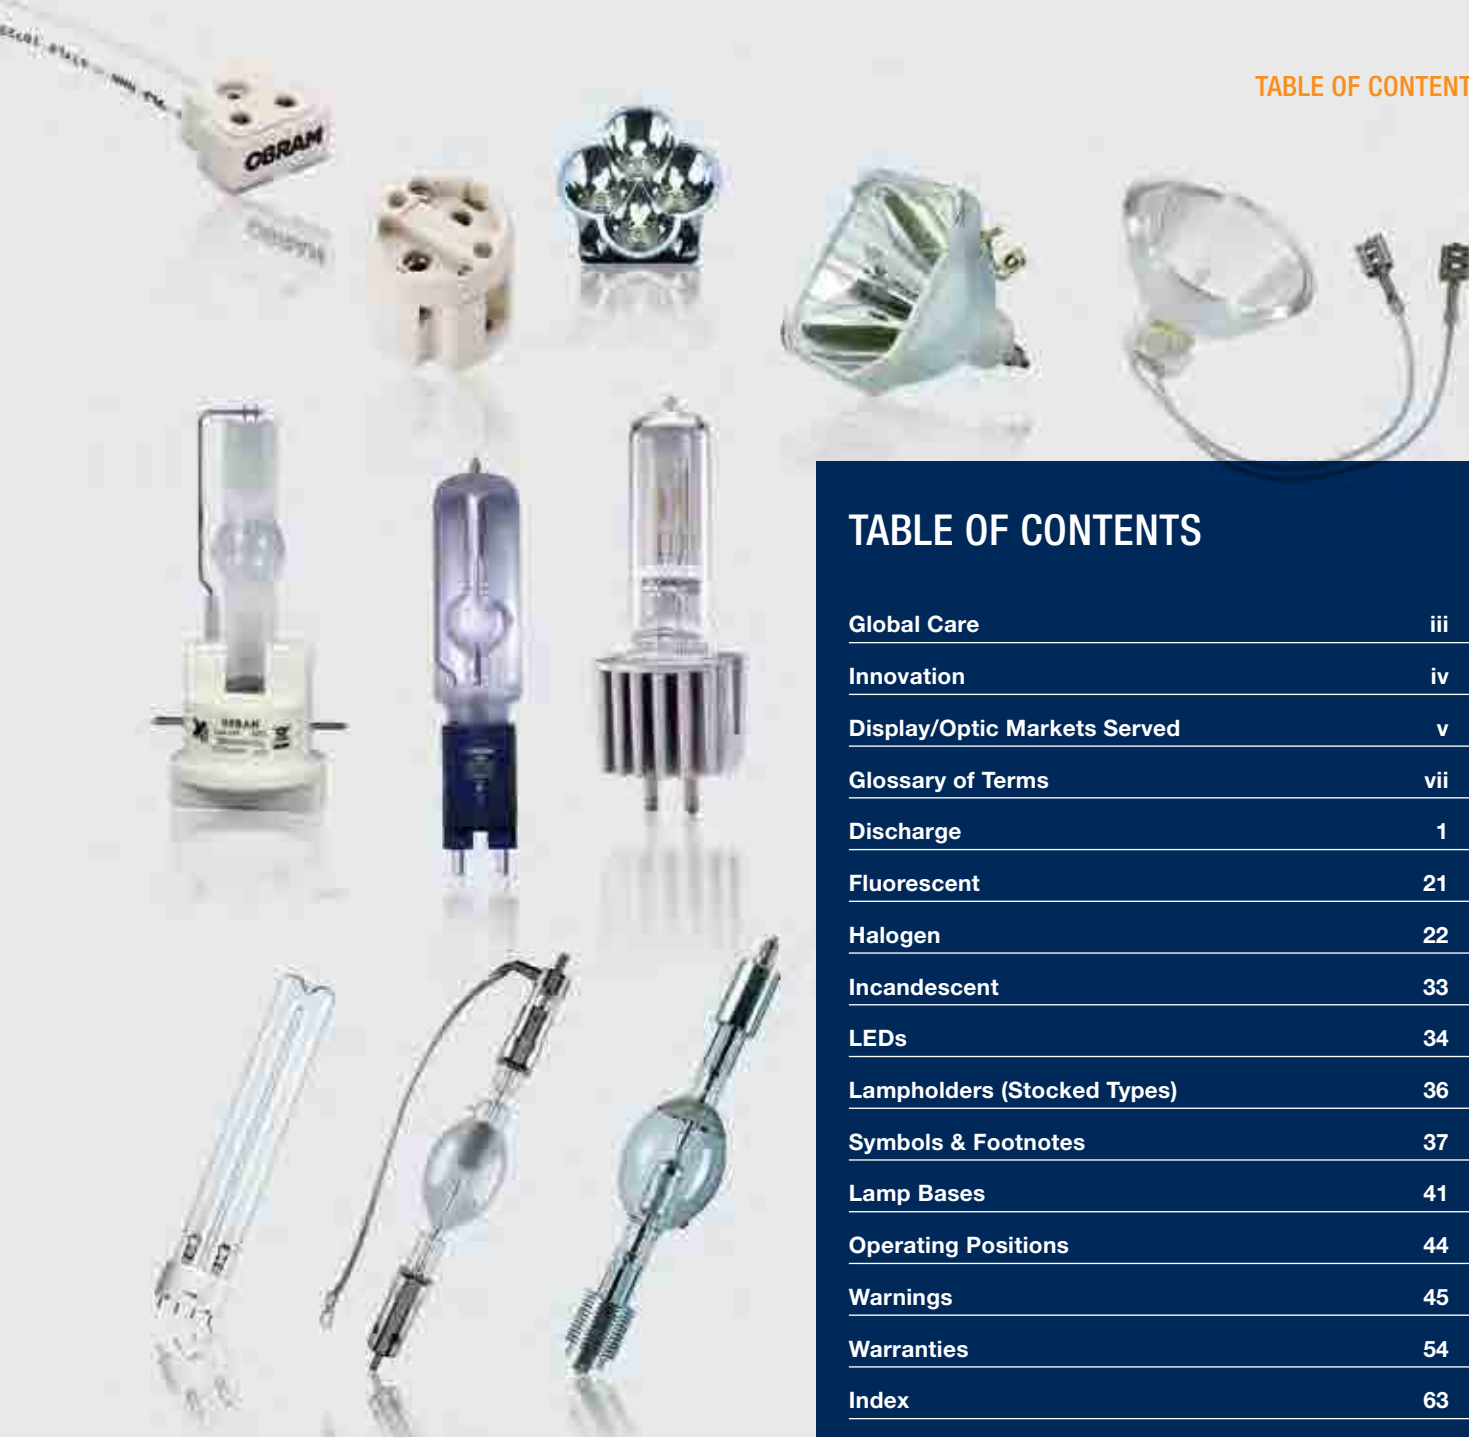 TABLE OF CONTENT
OSRAM
TABLE OF CONTENTS
Global Care iii
Innovation iv
Display/Optic Markets Served v
Glossary of Terms vii
Discharge 1
Fluorescent 21
Halogen 22
Incandescent 33
LEDs 34
Lampholders (Stocked Types) 36
Symbols & Footnotes 37
Lamp Bases 41
Operating Positions 44
Warnings 45
Warranties 54
Index 63